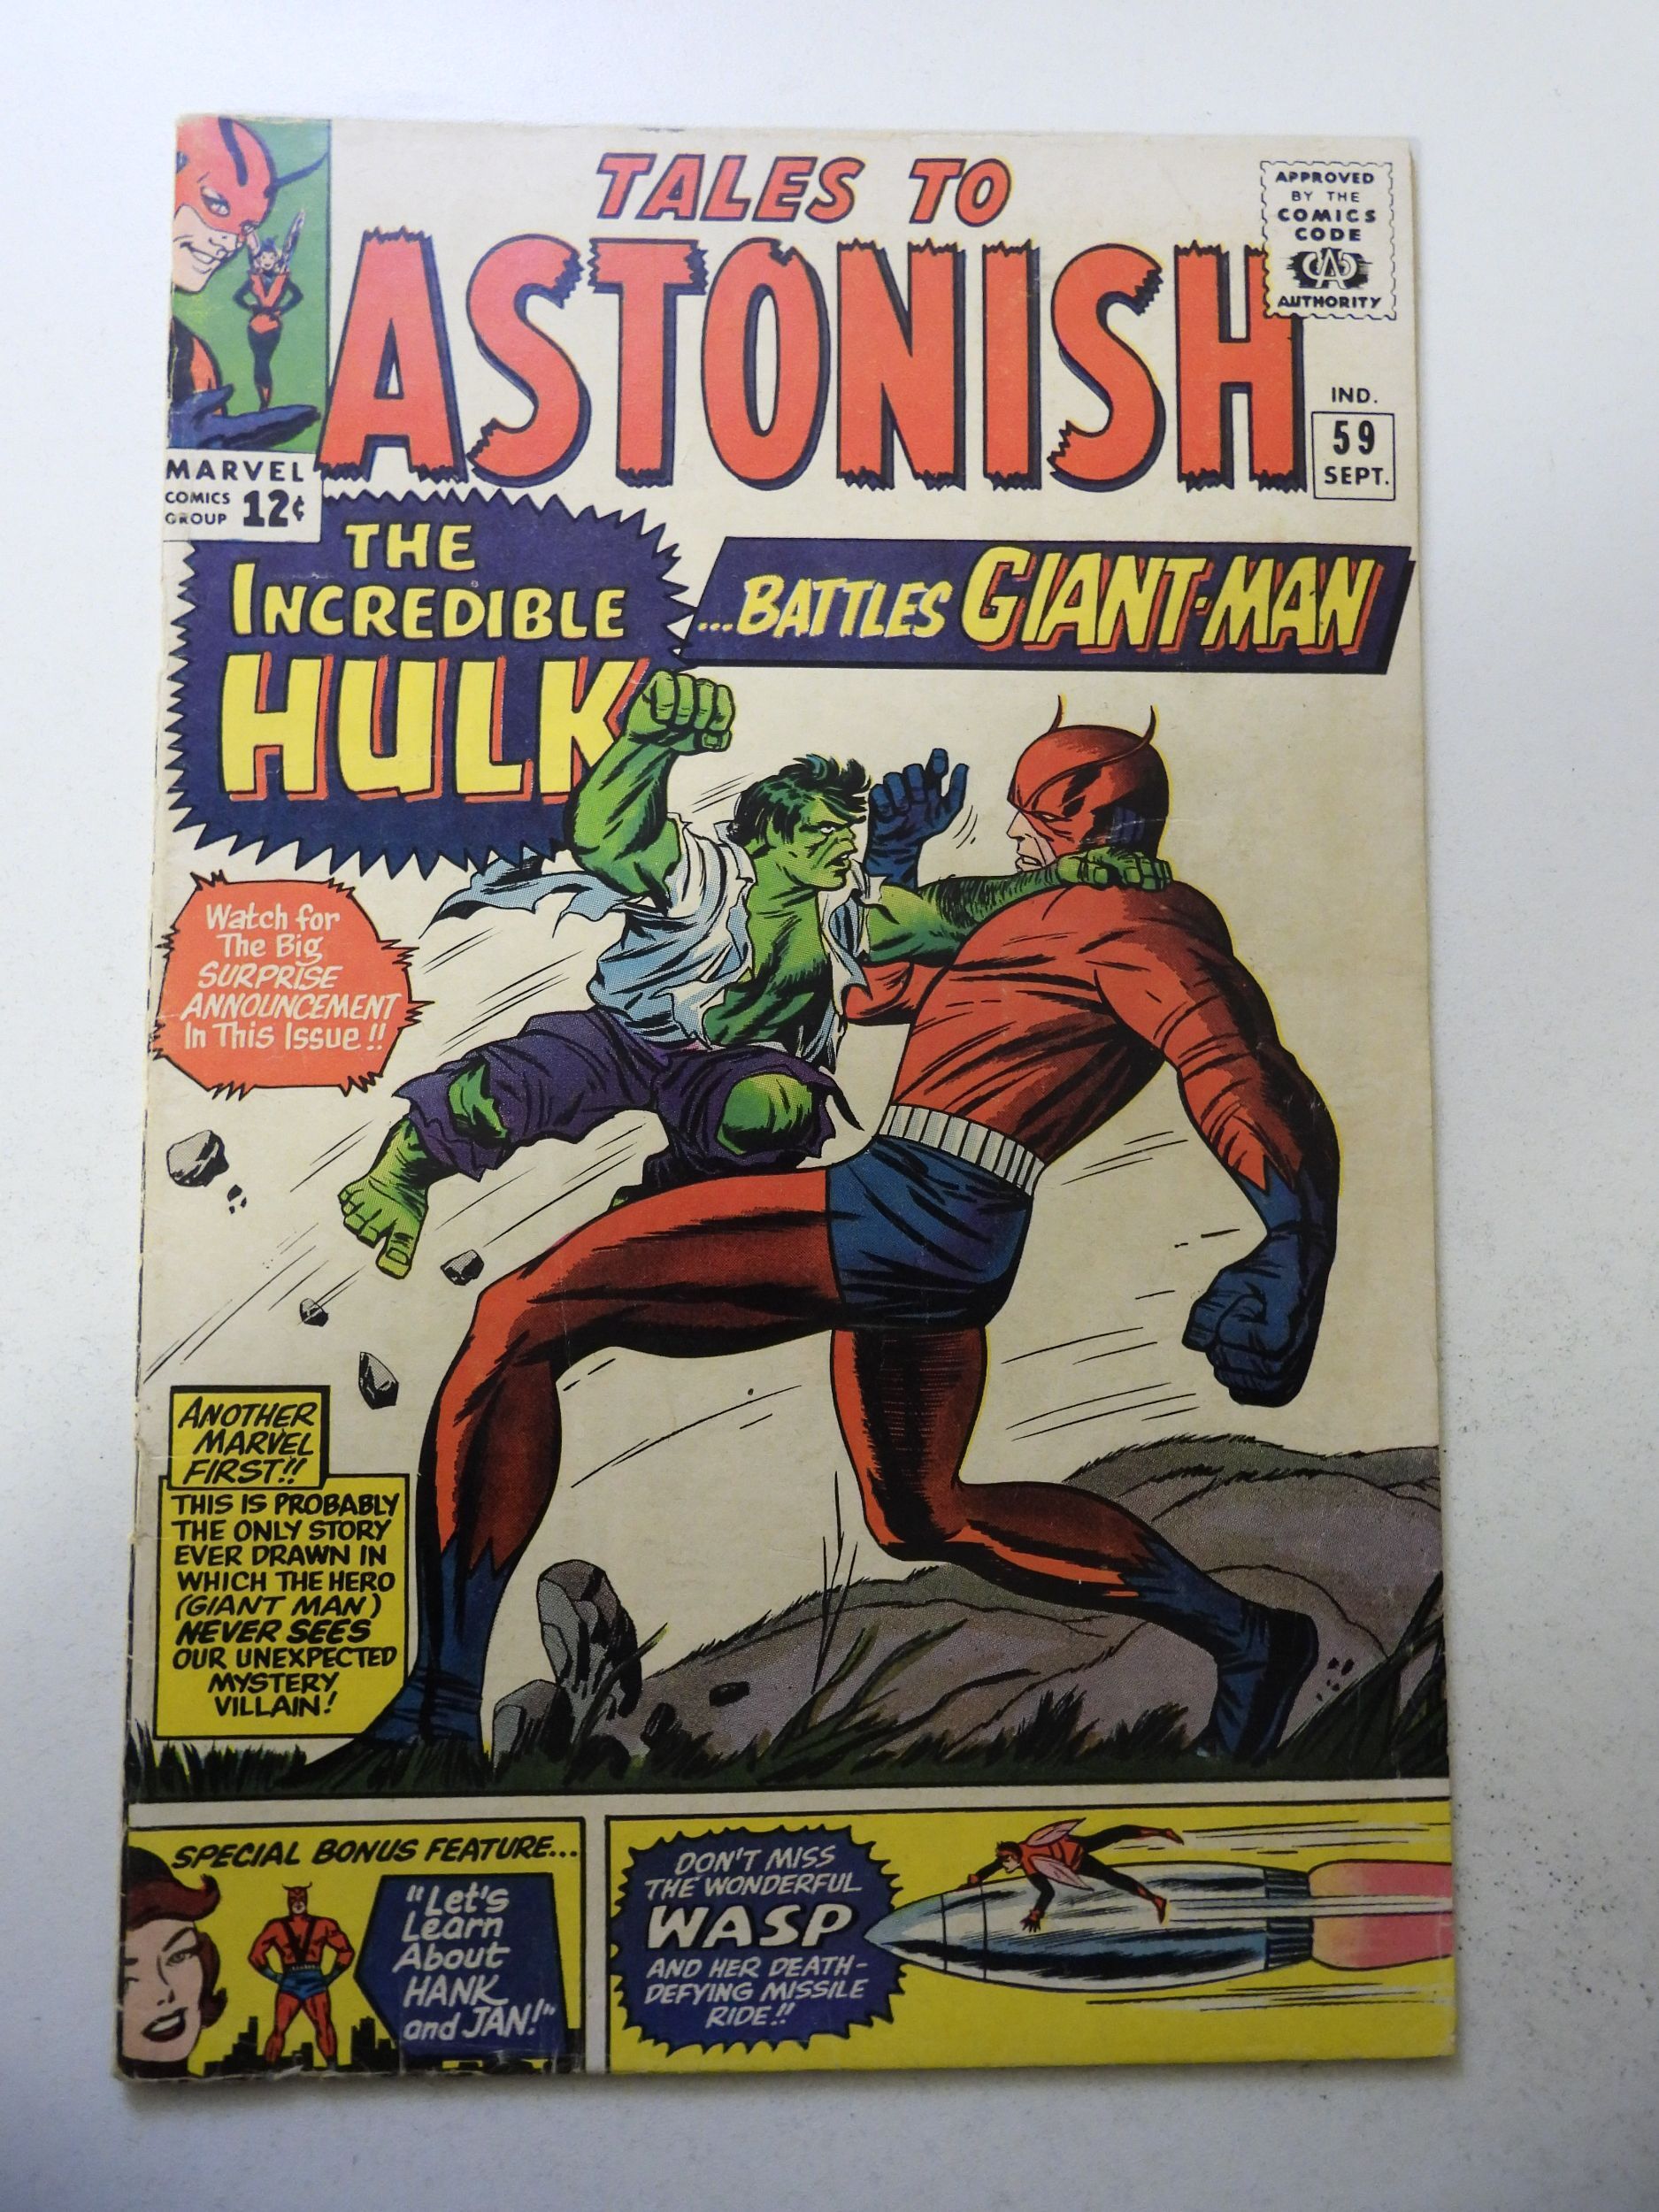 TALES TO
ASTONISH
APPROVED
BY THE
COMICS
CODE
CA
AUTHORITY
IND.
59
SEPT.
MARVEL
COMICS
GROUP 12¢
THE
INCREDIBLE
HULK
...BATTLES GIANT-MAN
Watch for
The Big
SURPRISE
ANNOUNCEMENT
In This Issue!!
ANOTHER
MARVEL
FIRST!!
THIS IS PROBABLY
THE ONLY STORY
EVER DRAWN IN
WHICH THE HERO
(GIANT MAN)
NEVER SEES
OUR UNEXPECTED
MYSTERY
VILLAIN!
SPECIAL BONUS FEATURE...
"Let's
Learn
About
HANK
and JAN!"
DON'T MISS
THE WONDERFUL
WASP
AND HER DEATH-
DEFYING MISSILE
RIDE!!